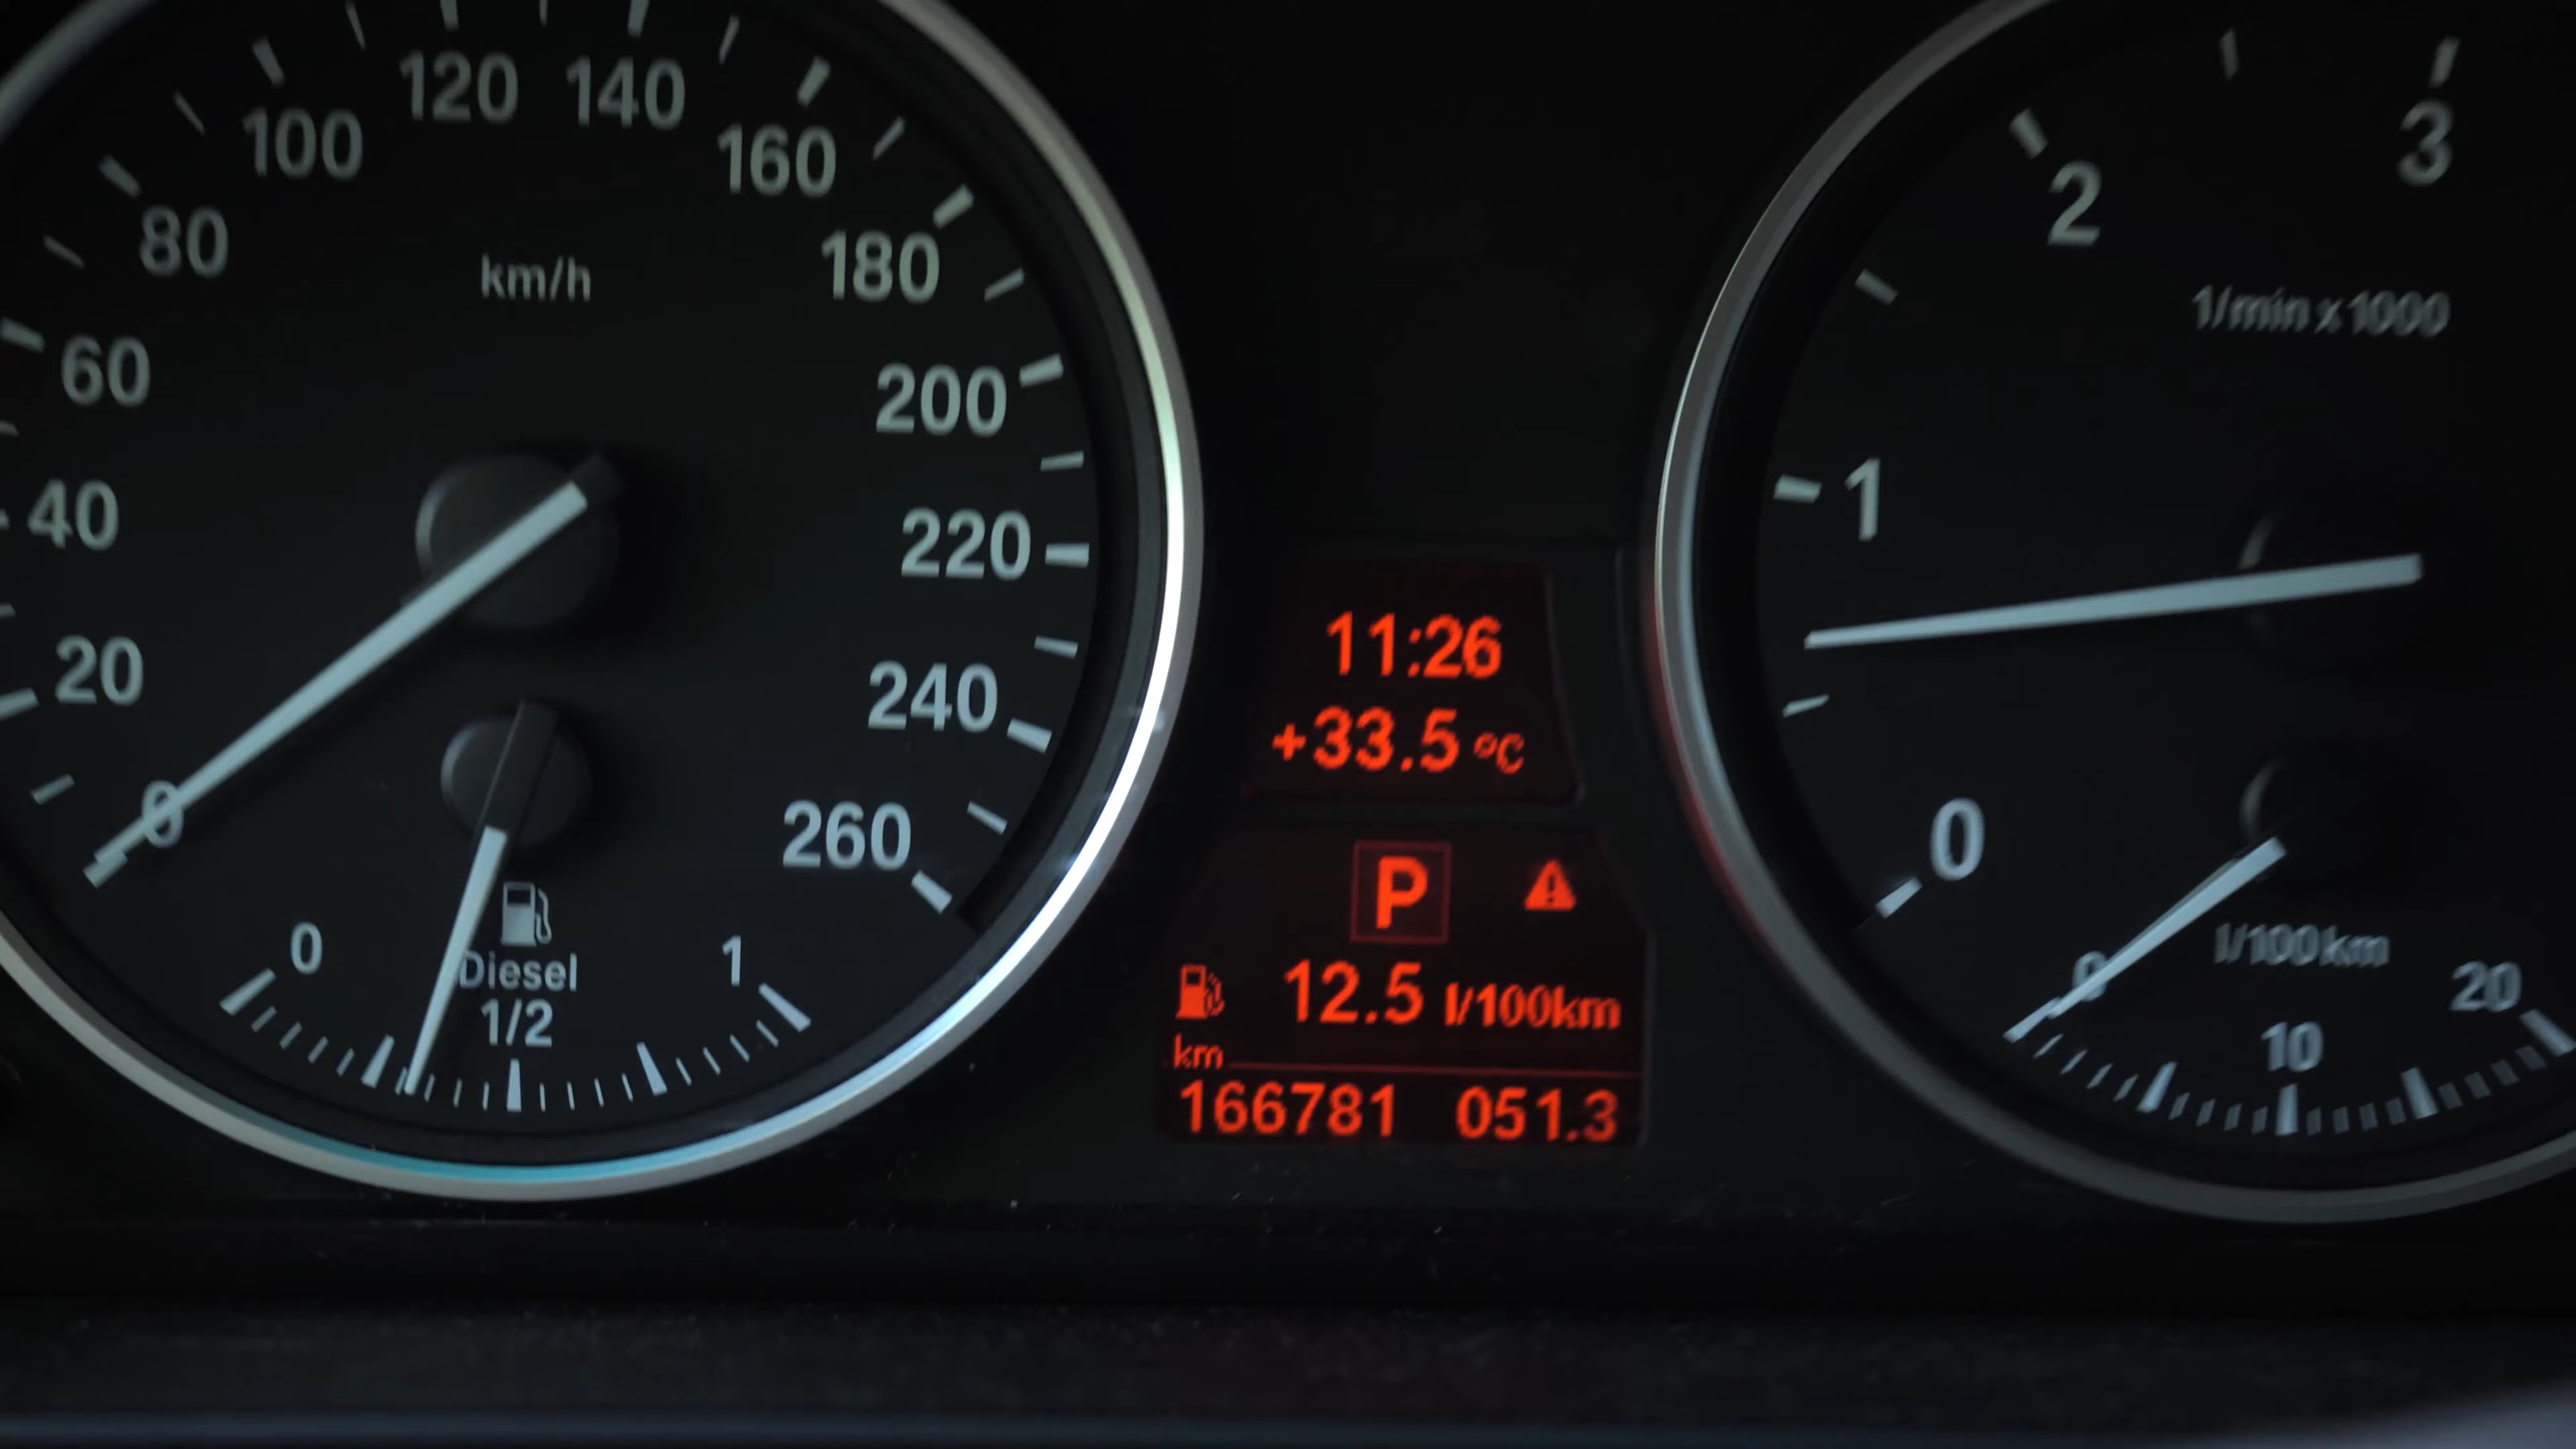 120 140
100 160
80 180
km/h
60 200
40 220
20 240
0 260
0 1
Diesel
1/2
11:26
+33.5 °C
P
12.5 l/100km
km
166781 051.3
3
2
1/min x 1000
1
0
l/100km
0 20
10